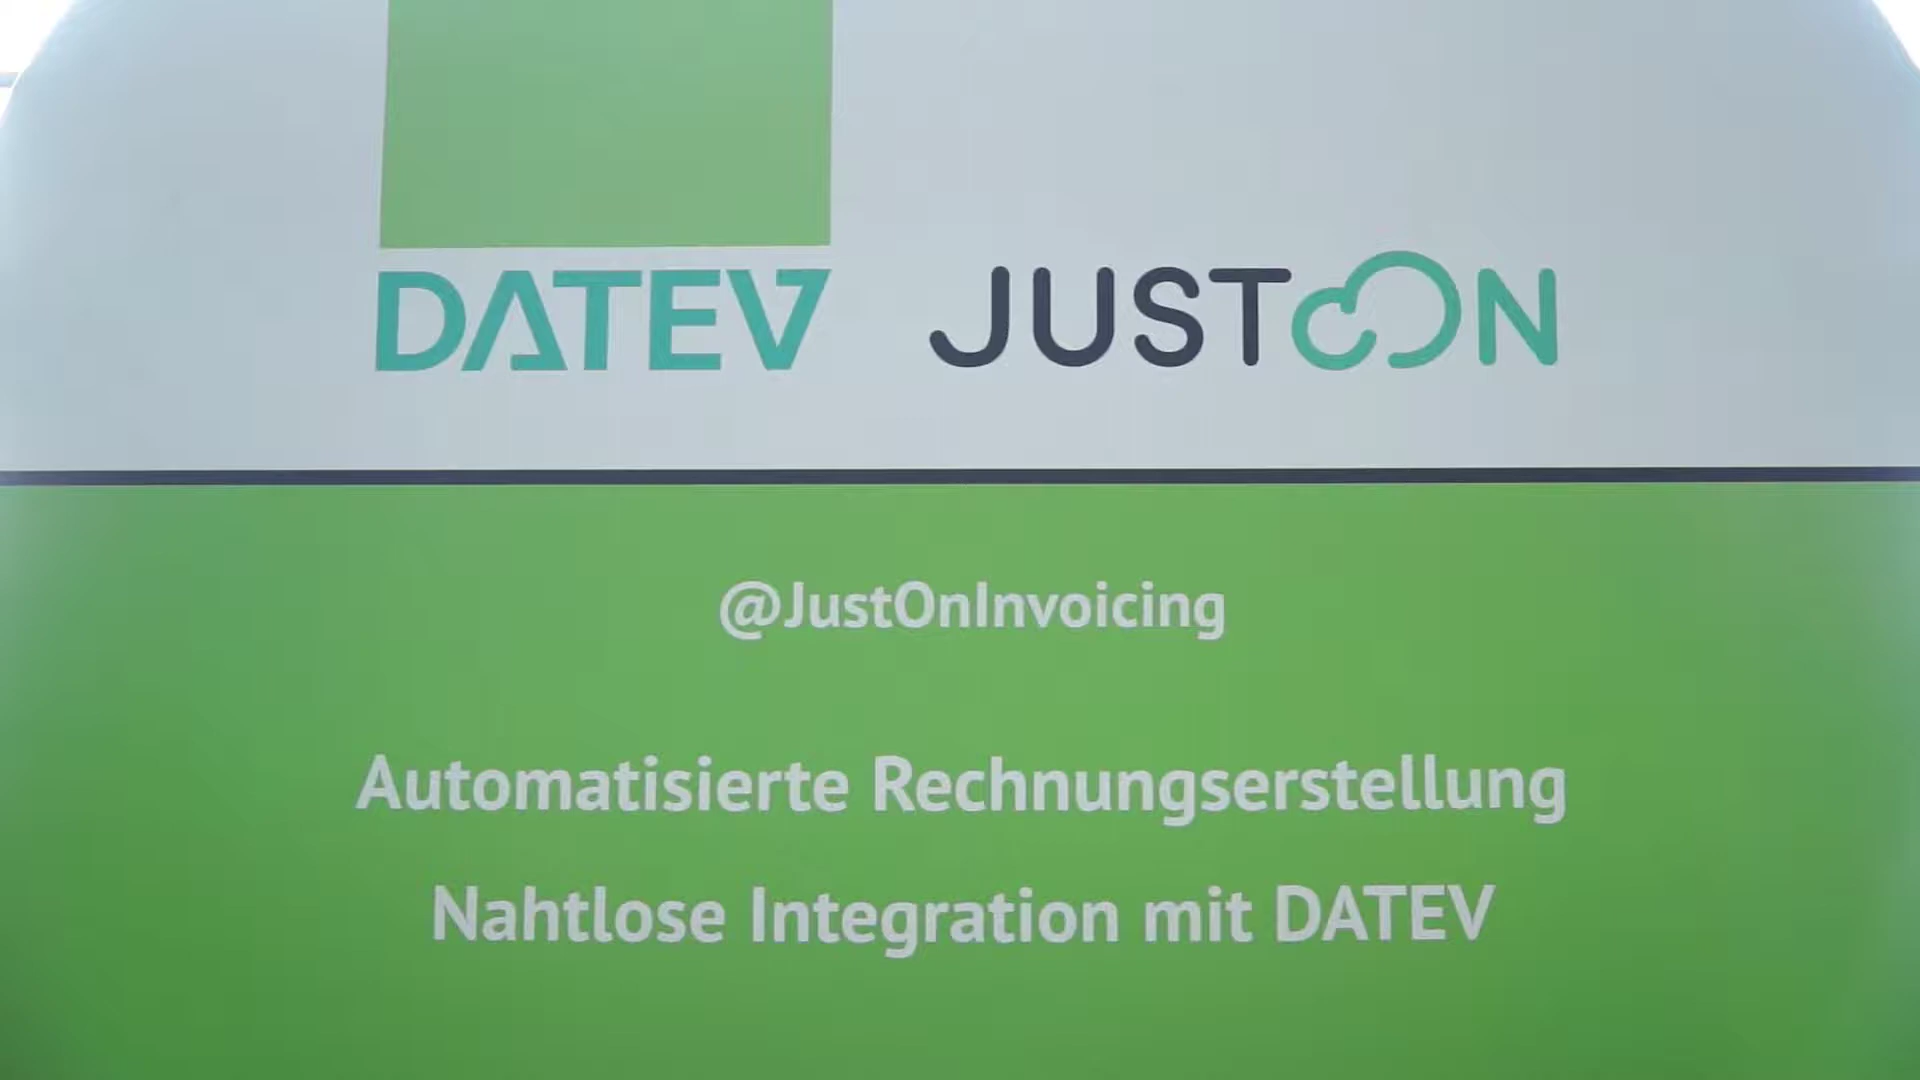 DATEV JUSTON
@JustOnInvoicing
Automatisierte Rechnungserstellung
Nahtlose Integration mit DATEV